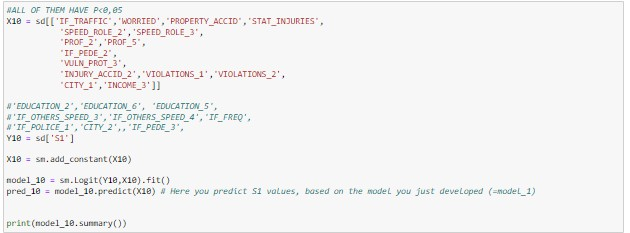 #ALL OF THEM HAVE P<0,05
X10 = sd[['IF_TRAFFIC','WORRIED','PROPERTY_ACCID','STAT_INJURIES',
'SPEED_ROLE_2','SPEED_ROLE_3',
'PROF_2','PROF_5',
'IF_PEDE_2',
'VULN_PROT_3',
'INJURY_ACCID_2','VIOLATIONS_1','VIOLATIONS_2',
'CITY_1','INCOME_3']]
#'EDUCATION_2','EDUCATION_6', 'EDUCATION_5',
#'IF_OTHERS_SPEED_3','IF_OTHERS_SPEED_4','IF_FREQ',
#'IF_POLICE_1','CITY_2',,'IF_PEDE_3',
Y10 = sd['S1']
X10 = sm.add_constant(X10)
model_10 = sm.Logit(Y10,X10).fit()
pred_10 = model_10.predict(X10) # Here you predict S1 values, based on the model you just developed (=model_1)
print(model_10.summary())